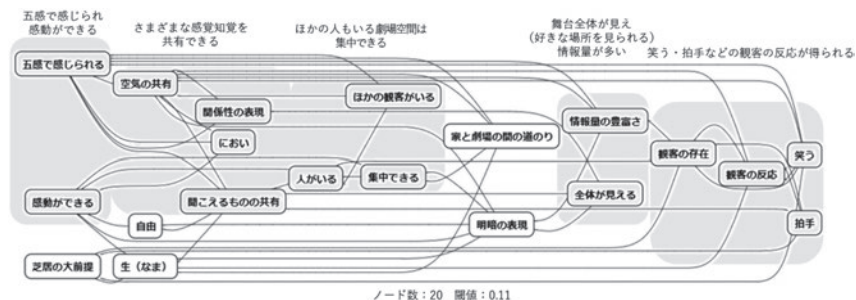 五感で感じられ
感動ができる
さまざまな感覚知覚を
共有できる
ほかの人もいる劇場空間は
集中できる
舞台全体が見え
（好きな場所を見られる）
情報量が多い
笑う・拍手などの観客の反応が得られる
五感で感じられる
空気の共有
関係性の表現
におい
ほかの観客がいる
家と劇場の間の道のり
情報量の豊富さ
観客の存在
観客の反応
笑う
人がいる
集中できる
全体が見える
感動ができる
聞こえるものの共有
自由
明暗の表現
拍手
芝居の大前提
生（なま）
ノード数：20 閾値：0.11